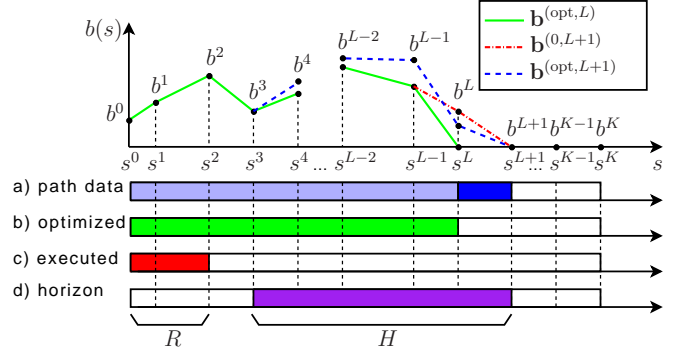 b(s)
b^(opt,L)
b^(0,L+1)
b^(opt,L+1)
b^0 b^1 b^2 b^3 b^4 b^{L-2} b^{L-1} b^L b^{L+1} b^{K-1} b^K
s^0 s^1 s^2 s^3 s^4 ... s^{L-2} s^{L-1} s^L s^{L+1} ... s^{K-1} s^K s
a) path data
b) optimized
c) executed
d) horizon
R H